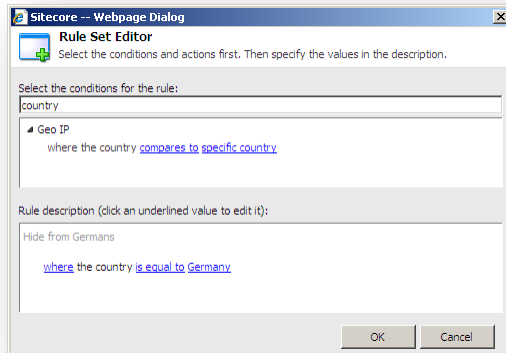 Sitecore -- Webpage Dialog
Rule Set Editor
Select the conditions and actions first. Then specify the values in the description.
Select the conditions for the rule:
country
Geo IP
where the country compares to specific country
Rule description (click an underlined value to edit it):
Hide from Germans
where the country is equal to Germany
OK Cancel